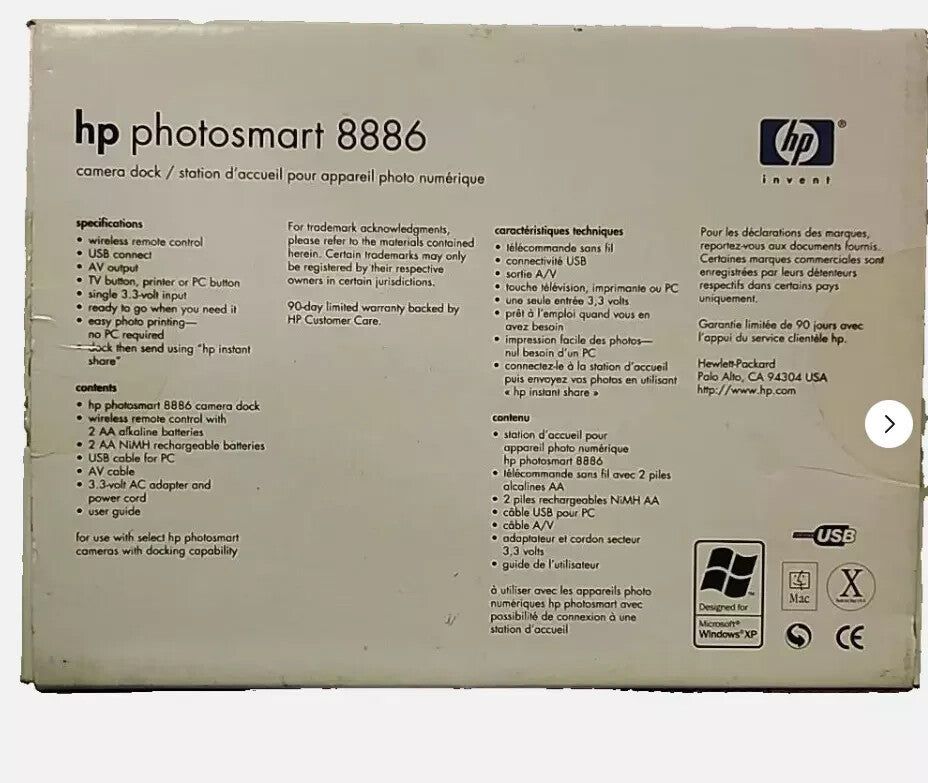 hp photosmart 8886
camera dock / station d'accueil pour appareil photo numérique
hp®
invent
specifications
• wireless remote control
• USB connect
• AV output
• TV button, printer or PC button
• single 3.3-volt input
• ready to go when you need it
• easy photo printing—
no PC required
• dock then send using "hp instant
share"
contents
• hp photosmart 8886 camera dock
• wireless remote control with
2 AA alkaline batteries
• 2 AA NiMH rechargeable batteries
• USB cable for PC
• AV cable
• 3.3-volt AC adapter and
power cord
• user guide
for use with select hp photosmart
cameras with docking capability
For trademark acknowledgments,
please refer to the materials contained
herein. Certain trademarks may only
be registered by their respective
owners in certain jurisdictions.
90-day limited warranty backed by
HP Customer Care.
caractéristiques techniques
• télécommande sans fil
• connectivité USB
• sortie A/V
• touche télévision, imprimante ou PC
• une seule entrée 3,3 volts
• prêt à l'emploi quand vous en
avez besoin
• impression facile des photos—
nul besoin d'un PC
• connectez-le à la station d'accueil
puis envoyez vos photos en utilisant
« hp instant share »
contenu
• station d'accueil pour
appareil photo numérique
hp photosmart 8886
• télécommande sans fil avec 2 piles
alcalines AA
• 2 piles rechargeables NiMH AA
• câble USB pour PC
• câble A/V
• adaptateur et cordon secteur
3,3 volts
• guide de l'utilisateur
à utiliser avec les appareils photo
numériques hp photosmart avec
possibilité de connexion à une
station d'accueil
Pour les déclarations des marques,
reportez-vous aux documents fournis.
Certaines marques commerciales sont
enregistrées par leurs détenteurs
respectifs dans certains pays
uniquement.
Garantie limitée de 90 jours avec
l'appui du service clientèle hp.
Hewlett-Packard
Palo Alto, CA 94304 USA
http://www.hp.com
USB
Designed for
Microsoft®
Windows®XP
Mac
X
CE